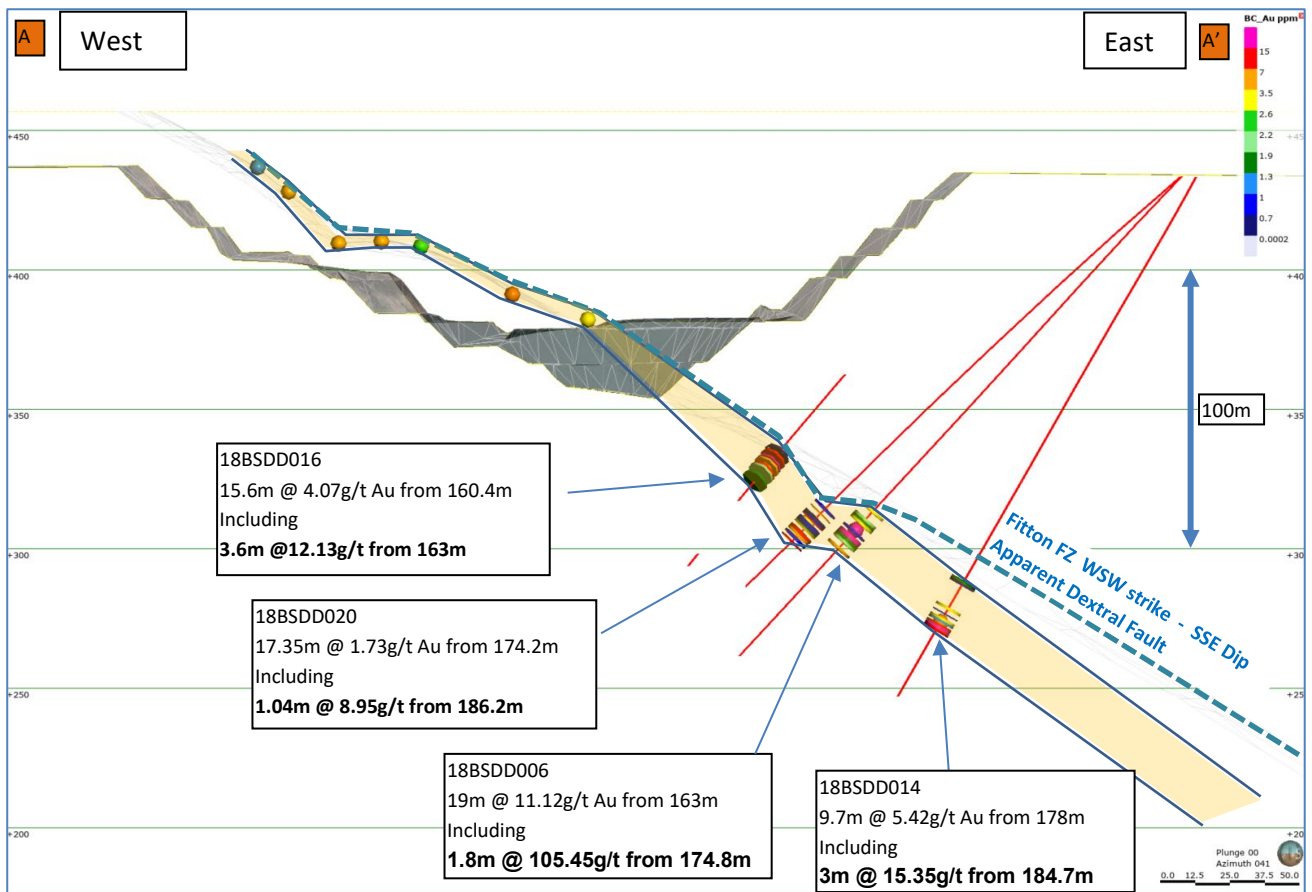 A
West
East
A'
BC_Au ppm
15
7
3.5
2.6
2.2
1.9
1.3
1
0.7
0.0002
+450
+45
+400
+350
+35
+300
+30
+250
+25
+200
+20
100m
18BSDD016
15.6m @ 4.07g/t Au from 160.4m
Including
3.6m @12.13g/t from 163m
18BSDD020
17.35m @ 1.73g/t Au from 174.2m
Including
1.04m @ 8.95g/t from 186.2m
18BSDD006
19m @ 11.12g/t Au from 163m
Including
1.8m @ 105.45g/t from 174.8m
18BSDD014
9.7m @ 5.42g/t Au from 178m
Including
3m @ 15.35g/t from 184.7m
Fitton FZ WSW strike - SSE Dip
Apparent Dextral Fault
Plunge 00
Azimuth 041
0.0 12.5 25.0 37.5 50.0